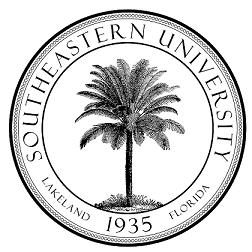 SOUTHEASTERN UNIVERSITY
LAKELAND
1935
FLORIDA